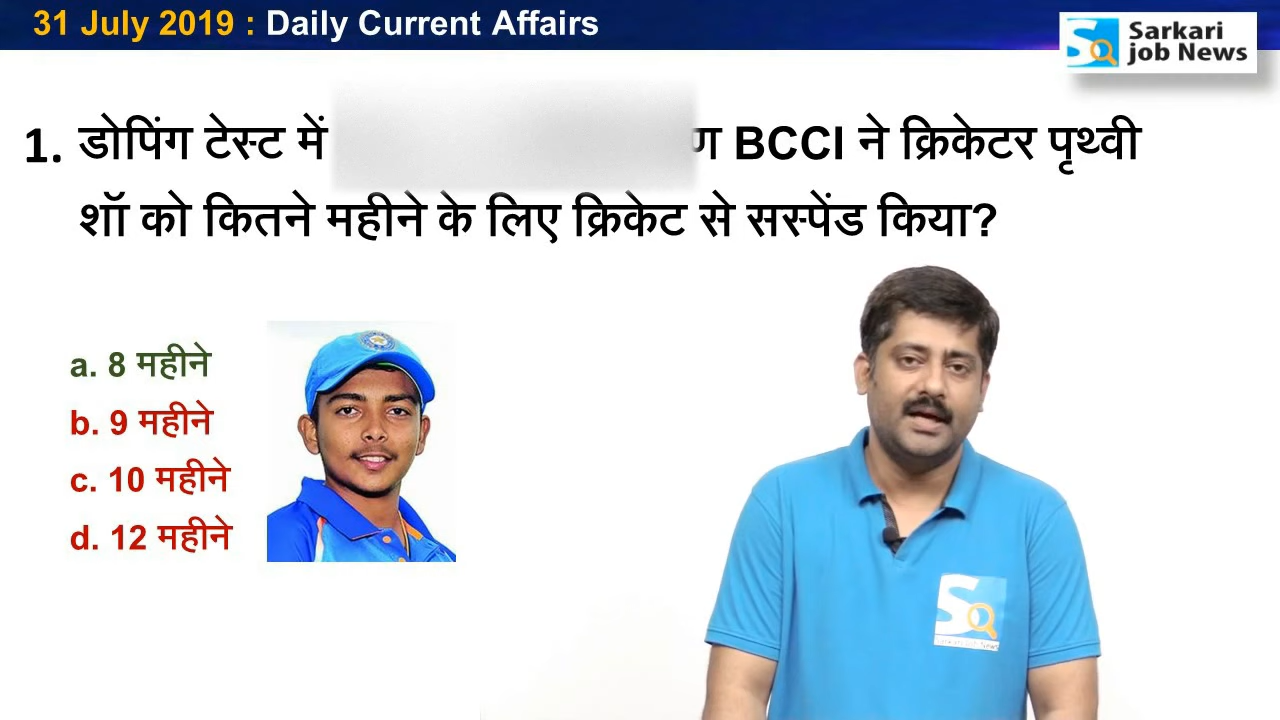 31 July 2019 : Daily Current Affairs
Sarkari
job News
1. डोपिंग टेस्ट में BCCI ने क्रिकेटर पृथ्वी
शॉ को कितने महीने के लिए क्रिकेट से सस्पेंड किया?
a. 8 महीने
b. 9 महीने
c. 10 महीने
d. 12 महीने